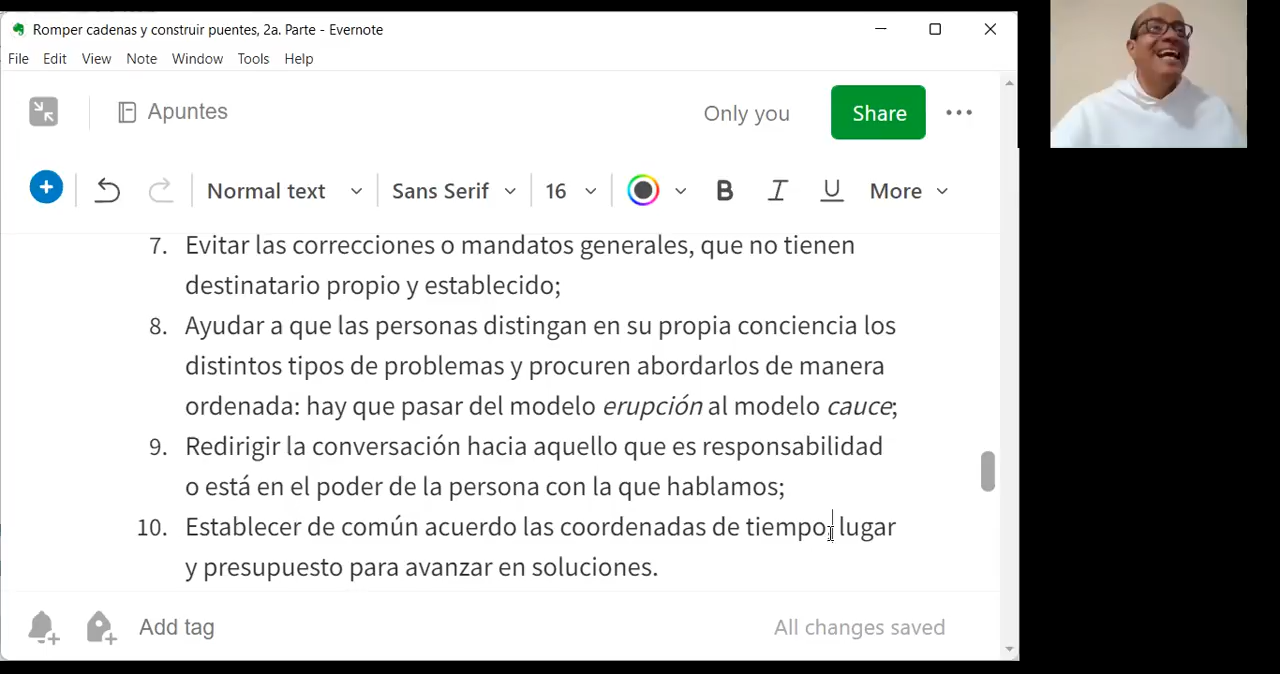 Romper cadenas y construir puentes, 2a. Parte - Evernote
File Edit View Note Window Tools Help
Apuntes Only you Share
Normal text Sans Serif 16 B I U More
7. Evitar las correcciones o mandatos generales, que no tienen
destinatario propio y establecido;
8. Ayudar a que las personas distingan en su propia conciencia los
distintos tipos de problemas y procuren abordarlos de manera
ordenada: hay que pasar del modelo erupción al modelo cauce;
9. Redirigir la conversación hacia aquello que es responsabilidad
o está en el poder de la persona con la que hablamos;
10. Establecer de común acuerdo las coordenadas de tiempo, lugar
y presupuesto para avanzar en soluciones.
Add tag All changes saved